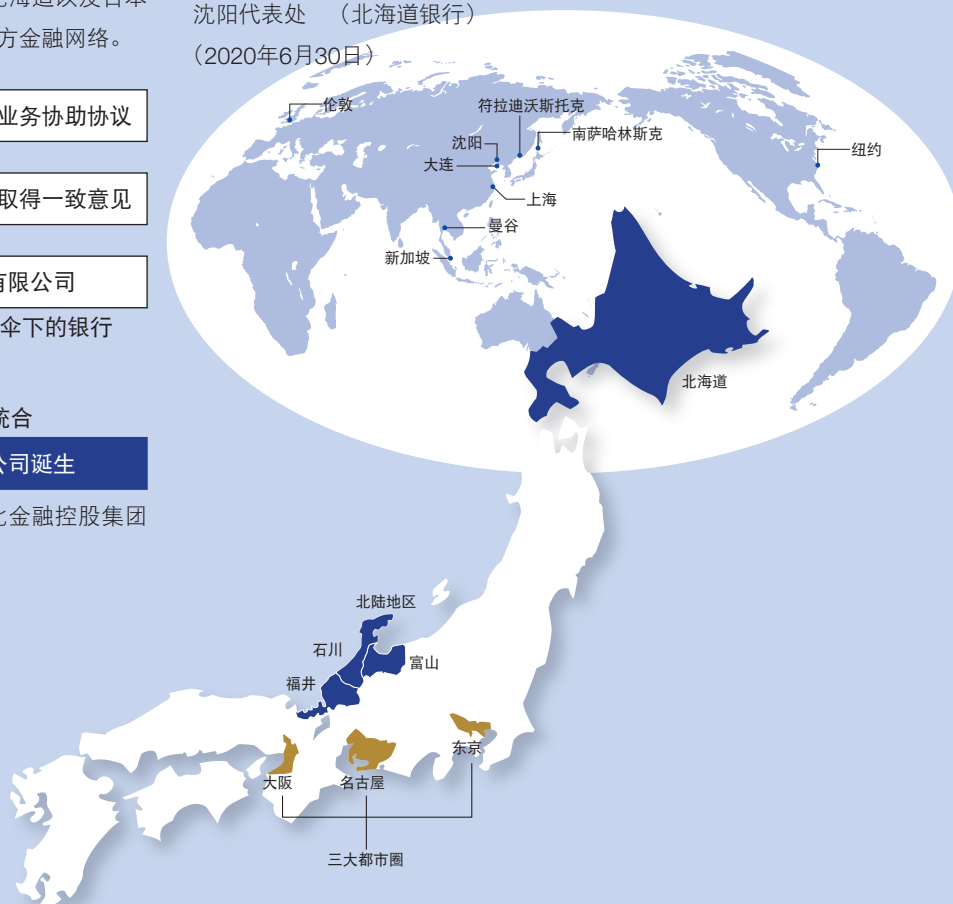 北海道以及日本
方金融网络。
业务协助协议
取得一致意见
有限公司
伞下的银行
统合
公司诞生
金融控股集团
沈阳代表处 （北海道银行）
（2020年6月30日）
伦敦
符拉迪沃斯托克
沈阳
南萨哈林斯克
大连
纽约
上海
曼谷
新加坡
北海道
北陆地区
石川
富山
福井
东京
大阪
名古屋
三大都市圈